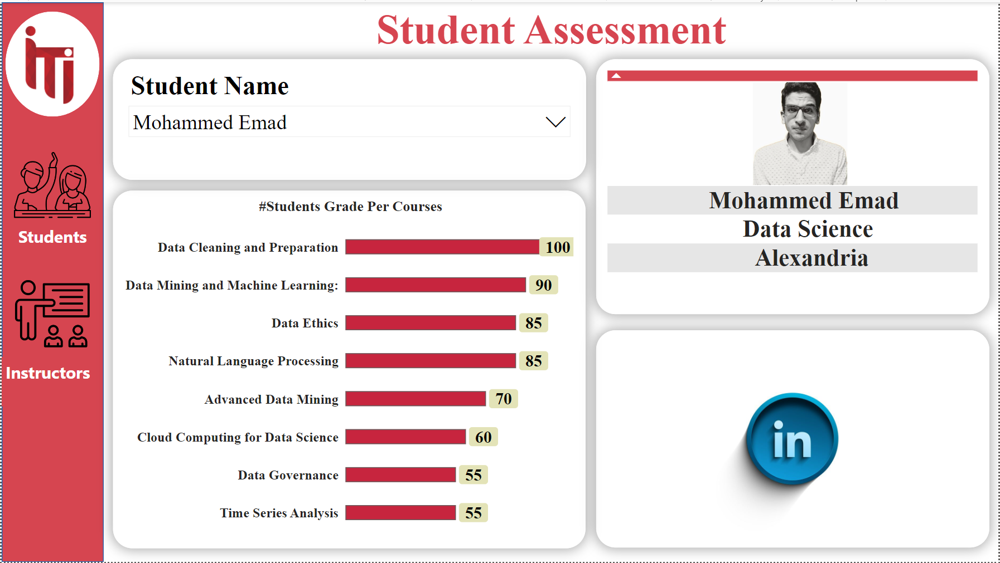 Student Assessment
iTi
Students
Instructors
Student Name
Mohammed Emad
#Students Grade Per Courses
Data Cleaning and Preparation 100
Data Mining and Machine Learning: 90
Data Ethics 85
Natural Language Processing 85
Advanced Data Mining 70
Cloud Computing for Data Science 60
Data Governance 55
Time Series Analysis 55
Mohammed Emad
Data Science
Alexandria
in